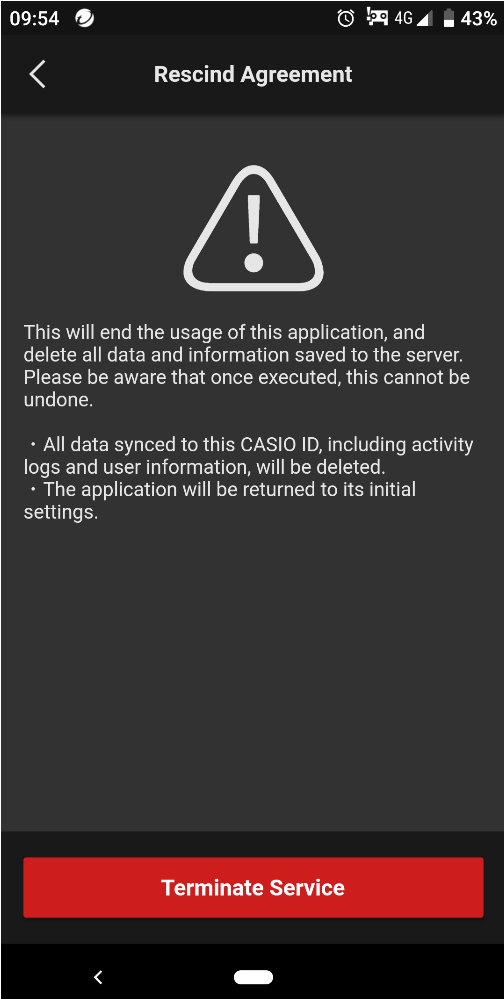 09:54 4G 43%
Rescind Agreement
This will end the usage of this application, and
delete all data and information saved to the server.
Please be aware that once executed, this cannot be
undone.
・All data synced to this CASIO ID, including activity
logs and user information, will be deleted.
・The application will be returned to its initial
settings.
Terminate Service